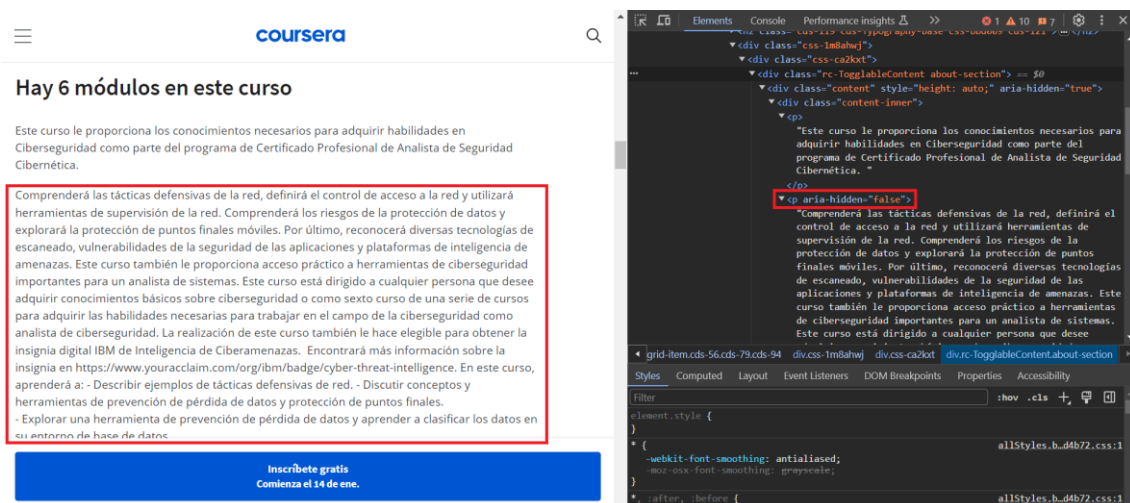 coursera
Hay 6 módulos en este curso
Este curso le proporciona los conocimientos necesarios para adquirir habilidades en
Ciberseguridad como parte del programa de Certificado Profesional de Analista de Seguridad
Cibernética.
Comprenderá las tácticas defensivas de la red, definirá el control de acceso a la red y utilizará
herramientas de supervisión de la red. Comprenderá los riesgos de la protección de datos y
explorará la protección de puntos finales móviles. Por último, reconocerá diversas tecnologías de
escaneado, vulnerabilidades de la seguridad de las aplicaciones y plataformas de inteligencia de
amenazas. Este curso también le proporciona acceso práctico a herramientas de ciberseguridad
importantes para un analista de sistemas. Este curso está dirigido a cualquier persona que desee
adquirir conocimientos básicos sobre ciberseguridad o como sexto curso de una serie de cursos
para adquirir las habilidades necesarias para trabajar en el campo de la ciberseguridad como
analista de ciberseguridad. La realización de este curso también le hace elegible para obtener la
insignia digital IBM de Inteligencia de Ciberamenazas.  Encontrará más información sobre la
insignia en https://www.youracclaim.com/org/ibm/badge/cyber-threat-intelligence. En este curso,
aprenderá a: - Describir ejemplos de tácticas defensivas de red. - Discutir conceptos y
herramientas de prevención de pérdida de datos y protección de puntos finales.
- Explorar una herramienta de prevención de pérdida de datos y aprender a clasificar los datos en
su entorno de base de datos
Inscríbete gratis
Comienza el 14 de ene.
Elements Console Performance insights >> 1 10 7
<div class="css-1m8ahwj">
<div class="css-ca2kxt">
<div class="rc-TogglableContent about-section"> == $0
<div class="content" style="height: auto;" aria-hidden="true">
<div class="content-inner">
<p>
"Este curso le proporciona los conocimientos necesarios para
adquirir habilidades en Ciberseguridad como parte del
programa de Certificado Profesional de Analista de Seguridad
Cibernética. "
</p>
<p aria-hidden="false">
"Comprenderá las tácticas defensivas de la red, definirá el
control de acceso a la red y utilizará herramientas de
supervisión de la red. Comprenderá los riesgos de la
protección de datos y explorará la protección de puntos
finales móviles. Por último, reconocerá diversas tecnologías
de escaneado, vulnerabilidades de la seguridad de las
aplicaciones y plataformas de inteligencia de amenazas. Este
curso también le proporciona acceso práctico a herramientas
de ciberseguridad importantes para un analista de sistemas.
Este curso está dirigido a cualquier persona que desee
grid-item.cds-56.cds-79.cds-94 div.css-1m8ahwj div.css-ca2kxt div.rc-TogglableContent.about-section
Styles Computed Layout Event Listeners DOM Breakpoints Properties Accessibility
Filter :hov .cls +
element.style {
}
* { allStyles.b…d4b72.css:1
-webkit-font-smoothing: antialiased;
-moz-osx-font-smoothing: grayscale;
}
*, :after, :before { allStyles.b…d4b72.css:1